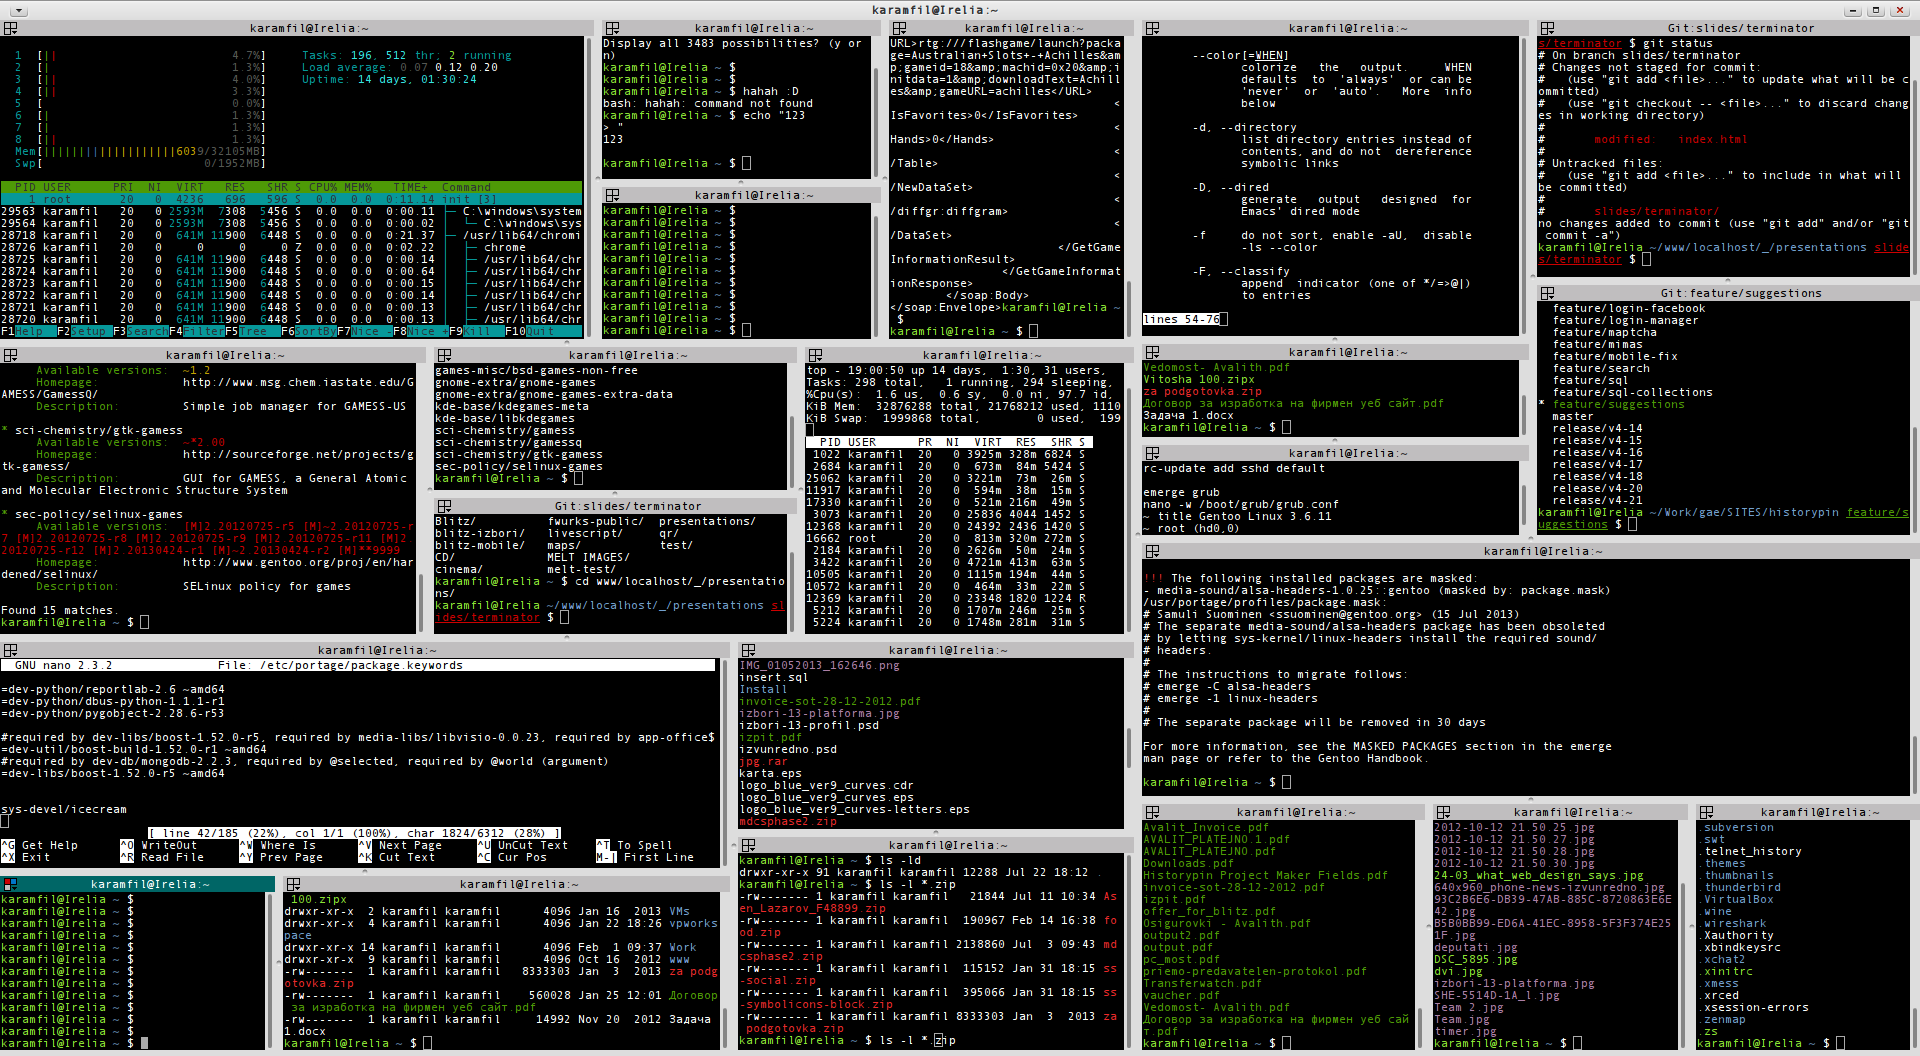 karamfil@Irelia:~
karamfil@Irelia:~
1 [|| 4.7%] Tasks: 196, 512 thr; 2 running
2 [| 1.3%] Load average: 0.07 0.12 0.20
3 [|| 4.0%] Uptime: 14 days, 01:30:24
4 [|| 3.3%]
5 [ 0.0%]
6 [| 1.3%]
7 [| 1.3%]
8 [|| 1.3%]
Mem[||||||||||||||||||||6039/32105MB]
Swp[ 0/1952MB]
PID USER PRI NI VIRT RES SHR S CPU% MEM% TIME+ Command
1 root 20 0 4236 696 596 S 0.0 0.0 0:11.14 init [3]
29563 karamfil 20 0 2593M 7308 5456 S 0.0 0.0 0:00.11 ├─ C:\windows\system
29564 karamfil 20 0 2593M 7308 5456 S 0.0 0.0 0:00.01 │ └─ C:\windows\sys
28718 karamfil 20 0 641M 11900 6448 S 0.0 0.0 0:21.37 ├─ /usr/lib64/chromi
28726 karamfil 20 0 0 0 0 Z 0.0 0.0 0:02.22 │ ├─ chrome
28725 karamfil 20 0 641M 11900 6448 S 0.0 0.0 0:00.14 │ ├─ /usr/lib64/chr
28724 karamfil 20 0 641M 11900 6448 S 0.0 0.0 0:00.64 │ ├─ /usr/lib64/chr
28723 karamfil 20 0 641M 11900 6448 S 0.0 0.0 0:00.15 │ ├─ /usr/lib64/chr
28722 karamfil 20 0 641M 11900 6448 S 0.0 0.0 0:00.14 │ ├─ /usr/lib64/chr
28721 karamfil 20 0 641M 11900 6448 S 0.0 0.0 0:00.13 │ ├─ /usr/lib64/chr
28720 karamfil 20 0 641M 11900 6448 S 0.0 0.0 0:00.13 │ ├─ /usr/lib64/chr
F1Help F2Setup F3SearchF4FilterF5Tree F6SortByF7Nice -F8Nice +F9Kill F10Quit
karamfil@Irelia:~
Display all 3483 possibilities? (y or
n)
karamfil@Irelia ~ $
karamfil@Irelia ~ $
karamfil@Irelia ~ $ hahah :D
bash: hahah: command not found
karamfil@Irelia ~ $ echo "123
> "
123

karamfil@Irelia ~ $
karamfil@Irelia:~
karamfil@Irelia ~ $
karamfil@Irelia ~ $
karamfil@Irelia ~ $
karamfil@Irelia ~ $
karamfil@Irelia ~ $
karamfil@Irelia ~ $
karamfil@Irelia ~ $
karamfil@Irelia ~ $
karamfil@Irelia ~ $
karamfil@Irelia ~ $
karamfil@Irelia ~ $
karamfil@Irelia:~
URL>rtg:///flashgame/launch?packa
ge=Australian+Slots+-+Achilles&am
p;gameid=18&amp;machid=0x20&amp;i
nitdata=1&amp;downloadText=Achill
es&amp;gameURL=achilles</URL>
<
IsFavorites>0</IsFavorites>
<
Hands>0</Hands>
<
/Table>
<
/NewDataSet>
<
/diffgr:diffgram>
<
/DataSet>
</GetGame
InformationResult>
</GetGameInformat
ionResponse>
</soap:Body>
</soap:Envelope>karamfil@Irelia ~
$
karamfil@Irelia ~ $
karamfil@Irelia:~
--color[=WHEN]
colorize the output. WHEN
defaults to 'always' or can be
'never' or 'auto'. More info
below
-d, --directory
list directory entries instead of
contents, and do not dereference
symbolic links
-D, --dired
generate output designed for
Emacs' dired mode
-f do not sort, enable -aU, disable
-ls --color
-F, --classify
append indicator (one of */=>@|)
to entries
lines 54-76
Git:slides/terminator
s/terminator $ git status
# On branch slides/terminator
# Changes not staged for commit:
# (use "git add <file>..." to update what will be c
ommitted)
# (use "git checkout -- <file>..." to discard chang
es in working directory)
#
# modified: index.html
#
# Untracked files:
# (use "git add <file>..." to include in what will
be committed)
#
# slides/terminator/
no changes added to commit (use "git add" and/or "git
commit -a")
karamfil@Irelia ~/www/localhost/_/presentations slide
s/terminator $
Git:feature/suggestions
feature/login-facebook
feature/login-manager
feature/maptcha
feature/mimas
feature/mobile-fix
feature/search
feature/sql
feature/sql-collections
* feature/suggestions
master
release/v4-14
release/v4-15
release/v4-16
release/v4-17
release/v4-18
release/v4-20
release/v4-21
karamfil@Irelia ~/Work/gae/SITES/historypin feature/s
uggestions $
karamfil@Irelia:~
Available versions: ~1.2
Homepage: http://www.msg.chem.iastate.edu/G
AMESS/GamessQ/
Description: Simple job manager for GAMESS-US

* sci-chemistry/gtk-gamess
Available versions: ~*2.00
Homepage: http://sourceforge.net/projects/g
tk-gamess/
Description: GUI for GAMESS, a General Atomic
and Molecular Electronic Structure System

* sec-policy/selinux-games
Available versions: [M]2.20120725-r5 [M]~2.20120725-r
7 [M]2.20120725-r8 [M]2.20120725-r9 [M]2.20120725-r11 [M]2.
20120725-r12 [M]2.20130424-r1 [M]~2.20130424-r2 [M]**9999
Homepage: http://www.gentoo.org/proj/en/har
dened/selinux/
Description: SELinux policy for games

Found 15 matches.
karamfil@Irelia ~ $
karamfil@Irelia:~
games-misc/bsd-games-non-free
gnome-extra/gnome-games
gnome-extra/gnome-games-extra-data
kde-base/kdegames-meta
kde-base/libkdegames
sci-chemistry/gamess
sci-chemistry/gamessq
sci-chemistry/gtk-gamess
sec-policy/selinux-games
karamfil@Irelia ~ $
Git:slides/terminator
Blitz/ fwurks-public/ presentations/
blitz-izbori/ livescript/ qr/
blitz-mobile/ maps/ test/
CD/ MELT IMAGES/
cinema/ melt-test/
karamfil@Irelia ~ $ cd www/localhost/_/presentatio
ns/
karamfil@Irelia ~/www/localhost/_/presentations sl
ides/terminator $
karamfil@Irelia:~
top - 19:00:50 up 14 days, 1:30, 31 users,
Tasks: 298 total, 1 running, 294 sleeping,
%Cpu(s): 1.6 us, 0.6 sy, 0.0 ni, 97.7 id,
KiB Mem: 32876288 total, 21768212 used, 1110
KiB Swap: 1999868 total, 0 used, 199
PID USER PR NI VIRT RES SHR S
1022 karamfil 20 0 3925m 328m 6824 S
2684 karamfil 20 0 673m 84m 5424 S
25062 karamfil 20 0 3221m 73m 26m S
11917 karamfil 20 0 594m 38m 15m S
17330 karamfil 20 0 521m 216m 49m S
3073 karamfil 20 0 25836 4044 1452 S
12368 karamfil 20 0 24392 2436 1420 S
16662 root 20 0 813m 320m 272m S
2184 karamfil 20 0 2626m 50m 24m S
3422 karamfil 20 0 4721m 413m 63m S
10505 karamfil 20 0 1115m 194m 44m S
10572 karamfil 20 0 464m 33m 22m S
12369 karamfil 20 0 23348 1820 1224 R
5212 karamfil 20 0 1707m 246m 25m S
5224 karamfil 20 0 1748m 281m 31m S
karamfil@Irelia:~
Vedomost- Avalith.pdf
Vitosha 100.zipx
za podgotovka.zip
Договор за изработка на фирмен уеб сайт.pdf
Задача 1.docx
karamfil@Irelia ~ $
karamfil@Irelia:~
rc-update add sshd default

emerge grub
nano -w /boot/grub/grub.conf
~ title Gentoo Linux 3.6.11
~ root (hd0,0)
karamfil@Irelia:~
!!! The following installed packages are masked:
- media-sound/alsa-headers-1.0.25::gentoo (masked by: package.mask)
/usr/portage/profiles/package.mask:
# Samuli Suominen <ssuominen@gentoo.org> (15 Jul 2013)
# The separate media-sound/alsa-headers package has been obsoleted
# by letting sys-kernel/linux-headers install the required sound/
# headers.
#
# The instructions to migrate follows:
# emerge -C alsa-headers
# emerge -1 linux-headers
#
# The separate package will be removed in 30 days

For more information, see the MASKED PACKAGES section in the emerge
man page or refer to the Gentoo Handbook.

karamfil@Irelia ~ $
karamfil@Irelia:~
GNU nano 2.3.2 File: /etc/portage/package.keywords

=dev-python/reportlab-2.6 ~amd64
=dev-python/dbus-python-1.1.1-r1
=dev-python/pygobject-2.28.6-r53

#required by dev-libs/boost-1.52.0-r5, required by media-libs/libvisio-0.0.23, required by app-office$
=dev-util/boost-build-1.52.0-r1 ~amd64
#required by dev-db/mongodb-2.2.3, required by @selected, required by @world (argument)
=dev-libs/boost-1.52.0-r5 ~amd64

sys-devel/icecream

[ line 42/185 (22%), col 1/1 (100%), char 1824/6312 (28%) ]
^G Get Help ^O WriteOut ^W Where Is ^V Next Page ^U UnCut Text ^T To Spell
^X Exit ^R Read File ^Y Prev Page ^K Cut Text ^C Cur Pos M-| First Line
karamfil@Irelia:~
IMG_01052013_162646.png
insert.sql
Install
invoice-sot-28-12-2012.pdf
izbori-13-platforma.jpg
izbori-13-profil.psd
izpit.pdf
izvunredno.psd
jpg.rar
karta.eps
logo_blue_ver9_curves.cdr
logo_blue_ver9_curves.eps
logo_blue_ver9_curves-letters.eps
mdcsphase2.zip
karamfil@Irelia:~
karamfil@Irelia ~ $
karamfil@Irelia ~ $
karamfil@Irelia ~ $
karamfil@Irelia ~ $
karamfil@Irelia ~ $
karamfil@Irelia ~ $
karamfil@Irelia ~ $
karamfil@Irelia ~ $
karamfil@Irelia ~ $
karamfil@Irelia ~ $
karamfil@Irelia ~ $
karamfil@Irelia ~ $
karamfil@Irelia ~ $
karamfil@Irelia:~
100.zipx
drwxr-xr-x 2 karamfil karamfil 4096 Jan 16 2013 VMs
drwxr-xr-x 4 karamfil karamfil 4096 Jan 22 18:26 vpworks
pace
drwxr-xr-x 14 karamfil karamfil 4096 Feb 1 09:37 Work
drwxr-xr-x 9 karamfil karamfil 4096 Oct 16 2012 www
-rw------- 1 karamfil karamfil 8333303 Jan 3 2013 za podg
otovka.zip
-rw------- 1 karamfil karamfil 560028 Jan 25 12:01 Договор
за изработка на фирмен уеб сайт.pdf
-rw------- 1 karamfil karamfil 14992 Nov 20 2012 Задача
1.docx
karamfil@Irelia ~ $
karamfil@Irelia:~
karamfil@Irelia ~ $ ls -ld
drwxr-xr-x 91 karamfil karamfil 12288 Jul 22 18:12 .
karamfil@Irelia ~ $ ls -l *.zip
-rw------- 1 karamfil karamfil 21844 Jul 11 10:34 As
en_Lazarov_F48899.zip
-rw------- 1 karamfil karamfil 190967 Feb 14 16:38 fo
od.zip
-rw------- 1 karamfil karamfil 2138860 Jul 3 09:43 md
csphase2.zip
-rw------- 1 karamfil karamfil 115152 Jan 31 18:15 ss
-social.zip
-rw------- 1 karamfil karamfil 395066 Jan 31 18:15 ss
-symbolicons-block.zip
-rw------- 1 karamfil karamfil 8333303 Jan 3 2013 za
podgotovka.zip
karamfil@Irelia ~ $ ls -l *.zip
karamfil@Irelia:~
Avalit_Invoice.pdf
AVALIT_PLATEJNO.1.pdf
AVALIT_PLATEJNO.pdf
Downloads.pdf
Historypin Project Maker Fields.pdf
invoice-sot-28-12-2012.pdf
izpit.pdf
offer_for_blitz.pdf
Osigurovki - Avalith.pdf
output2.pdf
output.pdf
pc_most.pdf
priemo-predavatelen-protokol.pdf
Transferwatch.pdf
vaucher.pdf
Vedomost- Avalith.pdf
Договор за изработка на фирмен уеб сай
т.pdf
karamfil@Irelia ~ $
karamfil@Irelia:~
2012-10-12 21.50.25.jpg
2012-10-12 21.50.27.jpg
2012-10-12 21.50.28.jpg
2012-10-12 21.50.30.jpg
24-03_what_web_design_says.jpg
640x960_phone-news-izvunredno.jpg
93C2B6E6-DB39-47AB-885C-8720863E6E
42.jpg
B5B0BB99-ED6A-41EC-8958-5F3F374E25
1F.jpg
deputati.jpg
DSC_5895.jpg
dvi.jpg
izbori-13-platforma.jpg
SHE-5514D-1A_l.jpg
Team 2.jpg
Team.jpg
timer.jpg
karamfil@Irelia ~ $
karamfil@Irelia:~
.subversion
.swt
.telnet_history
.themes
.thumbnails
.thunderbird
.VirtualBox
.wine
.wireshark
.Xauthority
.xbindkeysrc
.xchat2
.xinitrc
.xmess
.xrced
.xsession-errors
.zenmap
.zs
karamfil@Irelia ~ $